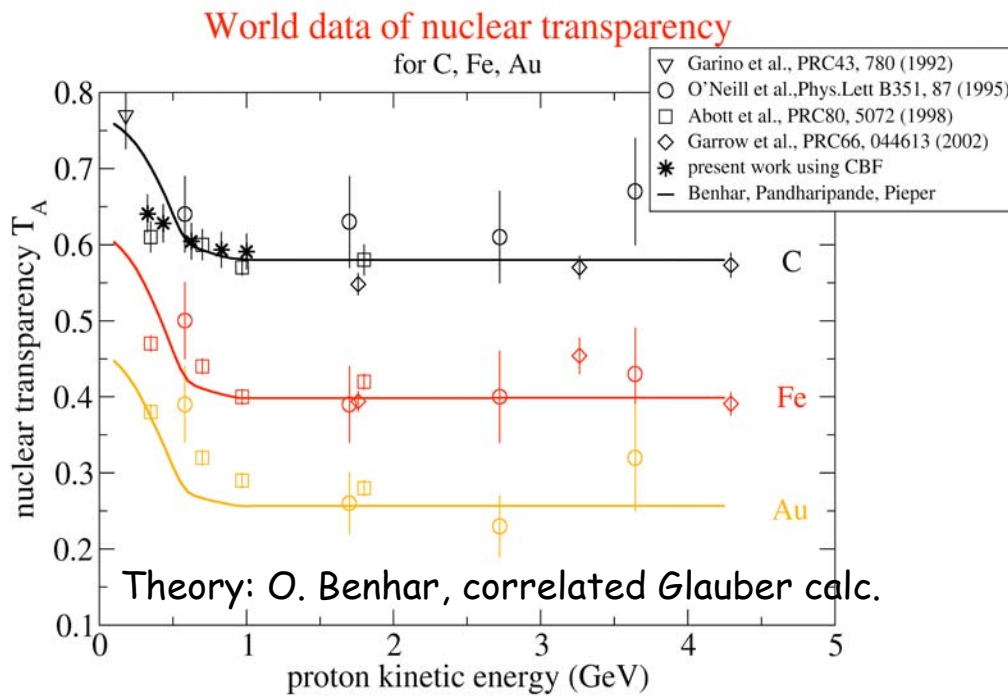 World data of nuclear transparency
for C, Fe, Au
Garino et al., PRC43, 780 (1992)
O'Neill et al.,Phys.Lett B351, 87 (1995)
Abott et al., PRC80, 5072 (1998)
Garrow et al., PRC66, 044613 (2002)
present work using CBF
Benhar, Pandharipande, Pieper
nuclear transparency T_A
0.8
0.7
0.6
0.5
0.4
0.3
0.2
0.1
C
Fe
Au
Theory: O. Benhar, correlated Glauber calc.
0 1 2 3 4 5
proton kinetic energy (GeV)